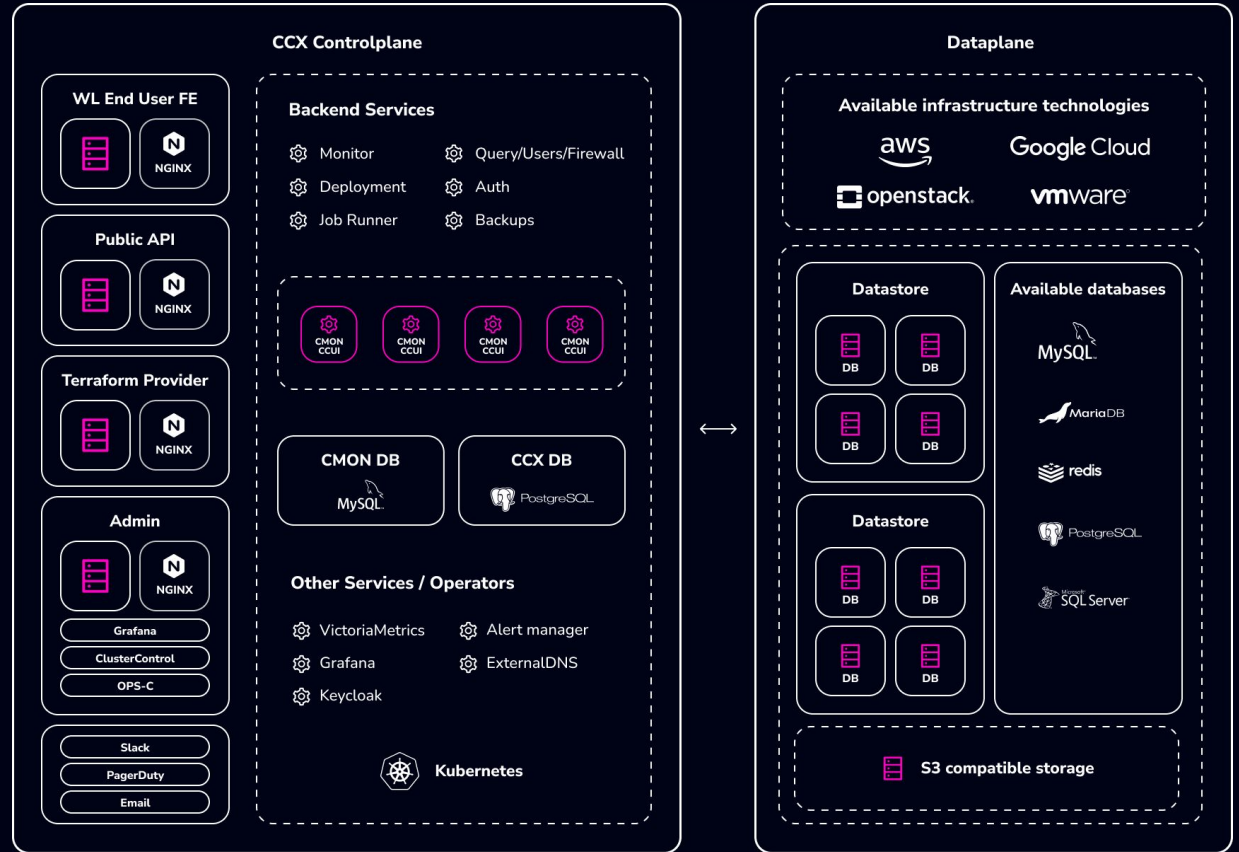 CCX Controlplane
WL End User FE
NGINX
Public API
NGINX
Terraform Provider
NGINX
Admin
NGINX
Grafana
ClusterControl
OPS-C
Slack
PagerDuty
Email
Backend Services
Monitor
Query/Users/Firewall
Deployment
Auth
Job Runner
Backups
CMON
CCUI
CMON
CCUI
CMON
CCUI
CMON
CCUI
CMON DB
MySQL
CCX DB
PostgreSQL
Other Services / Operators
VictoriaMetrics
Alert manager
Grafana
ExternalDNS
Keycloak
Kubernetes
Dataplane
Available infrastructure technologies
aws
Google Cloud
openstack.
vmware
Datastore
DB
DB
DB
DB
Datastore
DB
DB
DB
DB
Available databases
MySQL
MariaDB
redis
PostgreSQL
Microsoft
SQL Server
S3 compatible storage